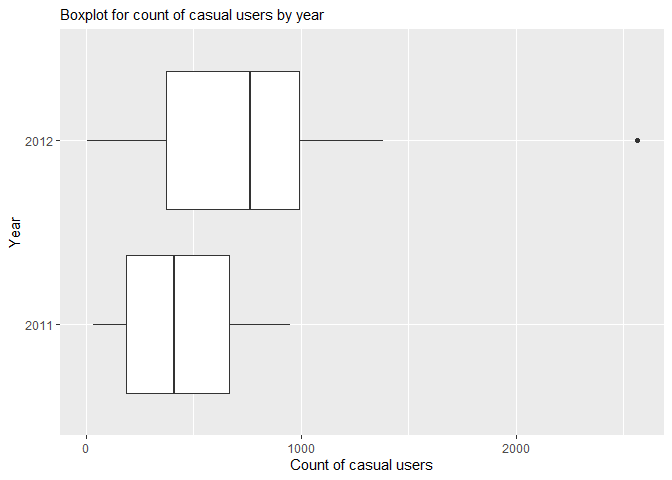 Boxplot for count of casual users by year
2012
Year
2011
0 1000 2000
Count of casual users